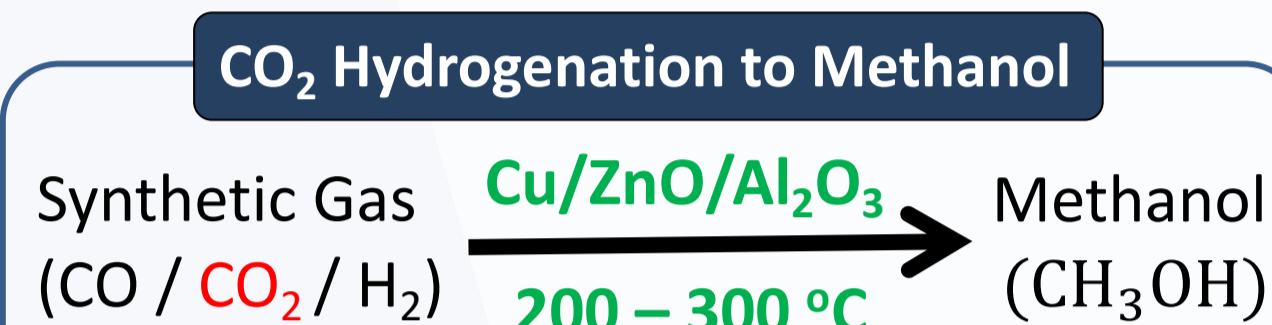 CO₂ Hydrogenation to Methanol
Synthetic Gas
(CO / CO₂ / H₂)
Cu/ZnO/Al₂O₃
200 – 300 ºC
Methanol
(CH₃OH)